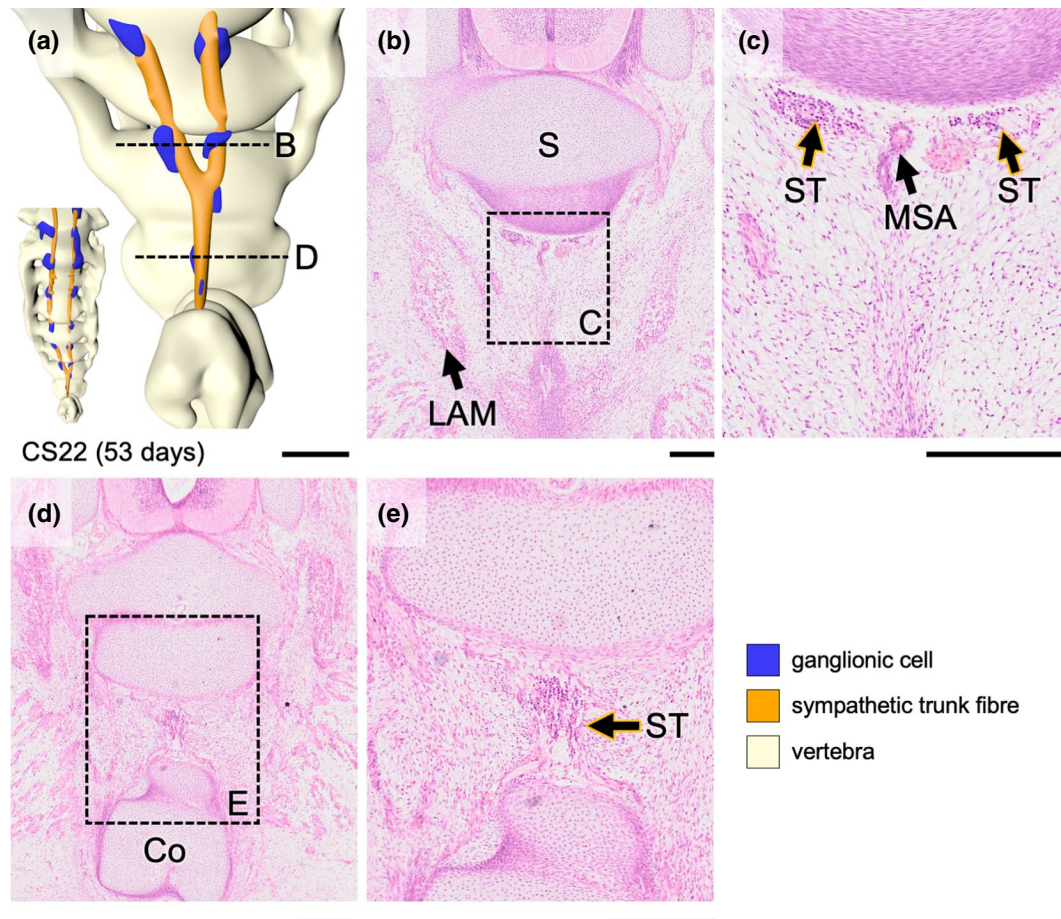 (a)
B
D
CS22 (53 days)
(b)
S
C
LAM
(c)
ST
ST
MSA
(d)
E
Co
(e)
ST
ganglionic cell
sympathetic trunk fibre
vertebra